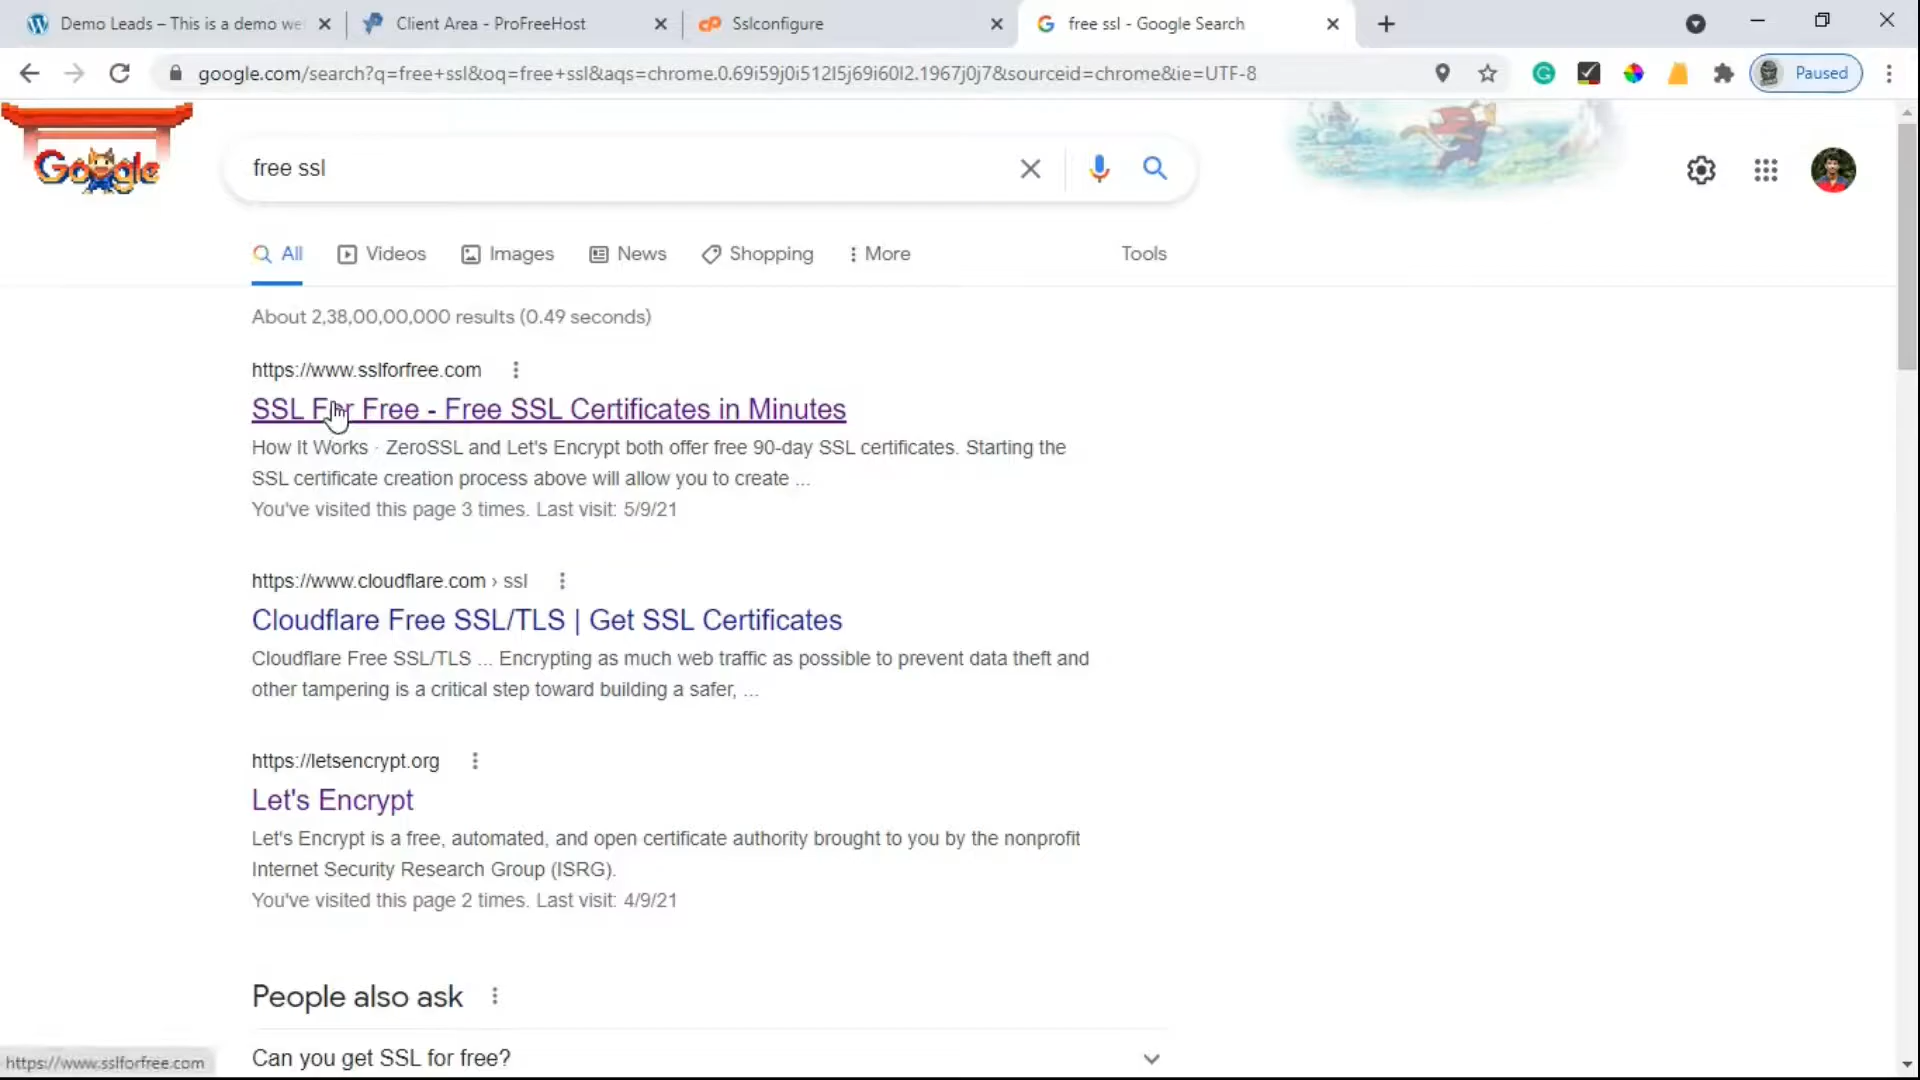 Demo Leads – This is a demo we
Client Area - ProFreeHost
Sslconfigure
free ssl - Google Search
google.com/search?q=free+ssl&oq=free+ssl&aqs=chrome.0.69i59j0i512l5j69i60l2.1967j0j7&sourceid=chrome&ie=UTF-8
Paused
Google
free ssl
All
Videos
Images
News
Shopping
More
Tools
About 2,38,00,00,000 results (0.49 seconds)
https://www.sslforfree.com
SSL For Free - Free SSL Certificates in Minutes
How It Works · ZeroSSL and Let's Encrypt both offer free 90-day SSL certificates. Starting the
SSL certificate creation process above will allow you to create ...
You've visited this page 3 times. Last visit: 5/9/21
https://www.cloudflare.com › ssl
Cloudflare Free SSL/TLS | Get SSL Certificates
Cloudflare Free SSL/TLS ... Encrypting as much web traffic as possible to prevent data theft and
other tampering is a critical step toward building a safer, ...
https://letsencrypt.org
Let's Encrypt
Let's Encrypt is a free, automated, and open certificate authority brought to you by the nonprofit
Internet Security Research Group (ISRG).
You've visited this page 2 times. Last visit: 4/9/21
People also ask
Can you get SSL for free?
https://www.sslforfree.com